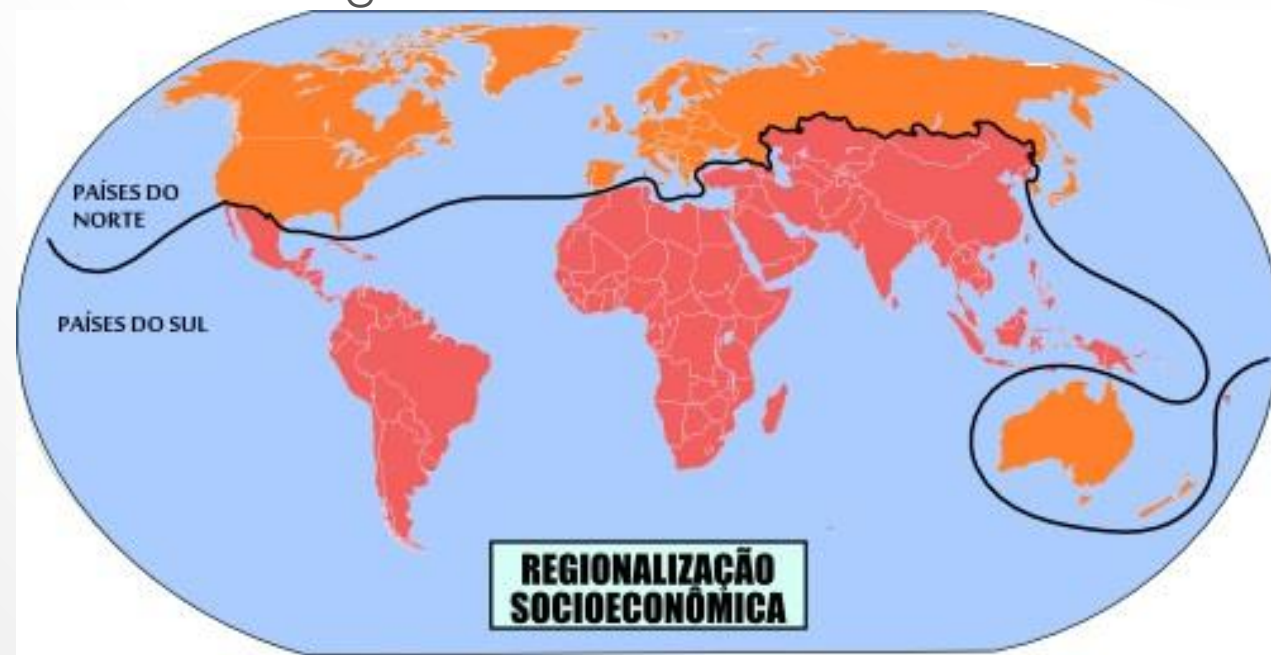 PAÍSES DO
NORTE
PAÍSES DO SUL
REGIONALIZAÇÃO
SOCIOECONÔMICA